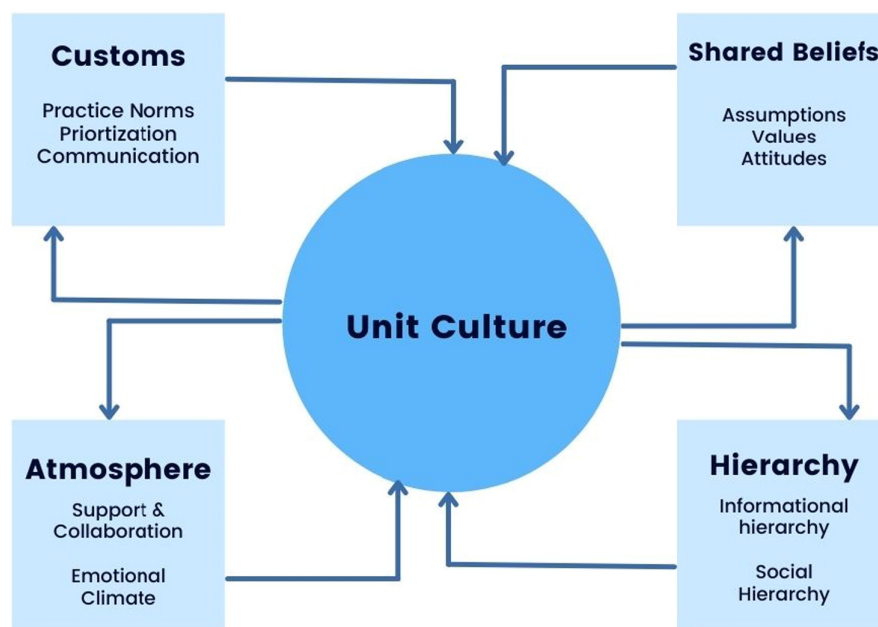 Customs
Practice Norms
Priortization
Communication
Shared Beliefs
Assumptions
Values
Attitudes
Unit Culture
Atmosphere
Support &
Collaboration
Emotional
Climate
Hierarchy
Informational
hierarchy
Social
Hierarchy